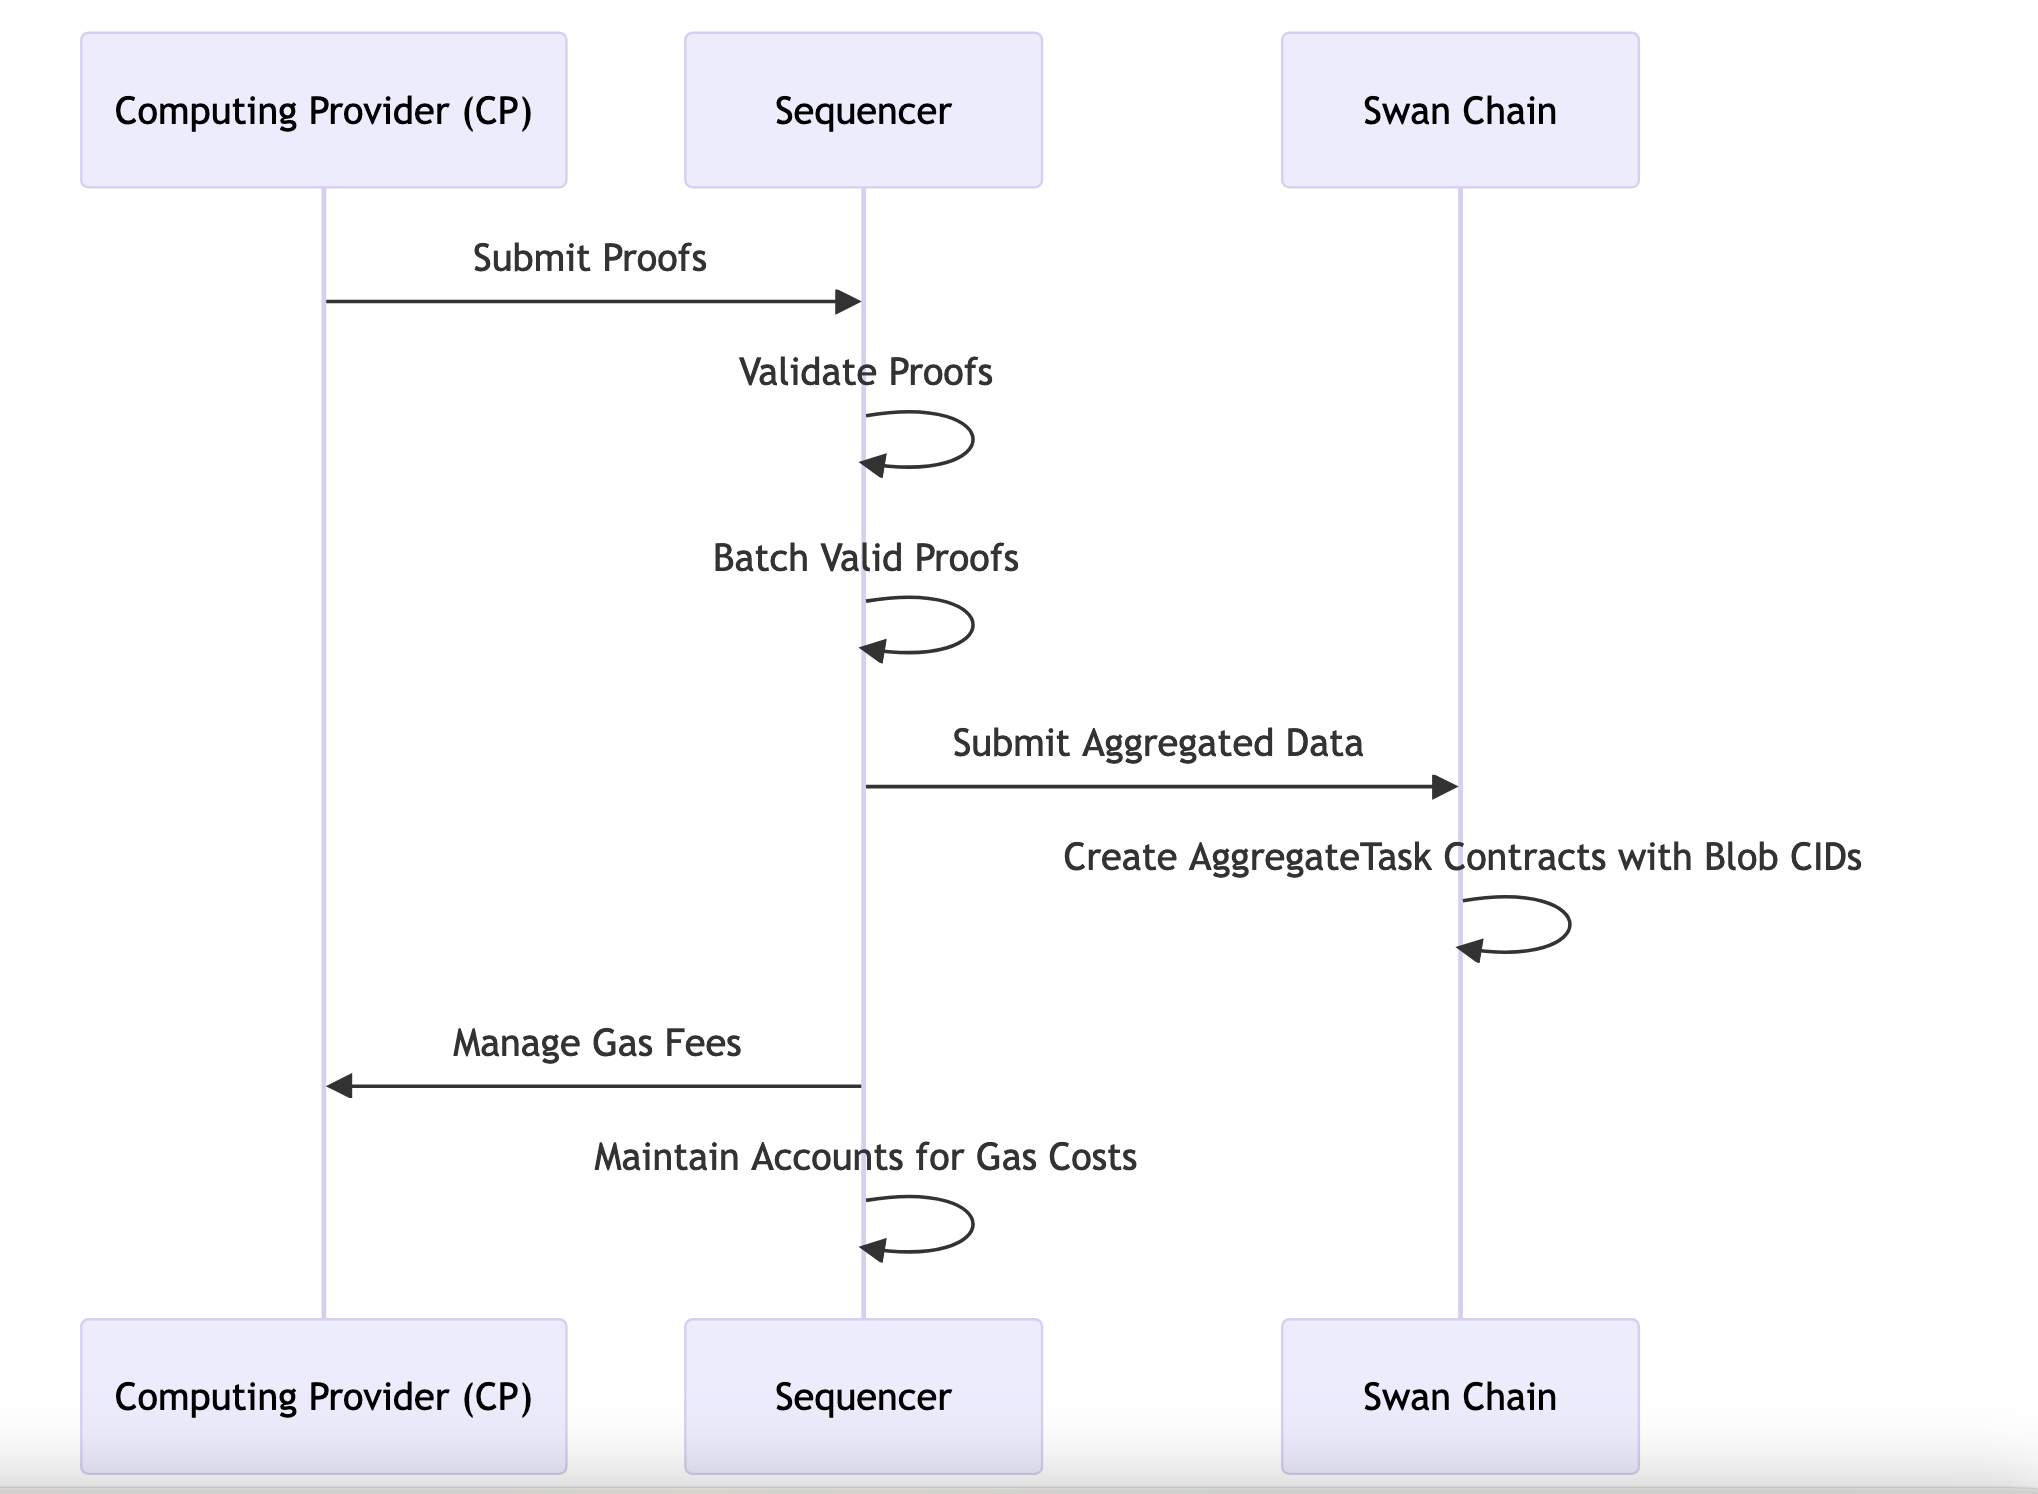 Computing Provider (CP)
Sequencer
Swan Chain
Submit Proofs
Validate Proofs
Batch Valid Proofs
Submit Aggregated Data
Create AggregateTask Contracts with Blob CIDs
Manage Gas Fees
Maintain Accounts for Gas Costs
Computing Provider (CP)
Sequencer
Swan Chain